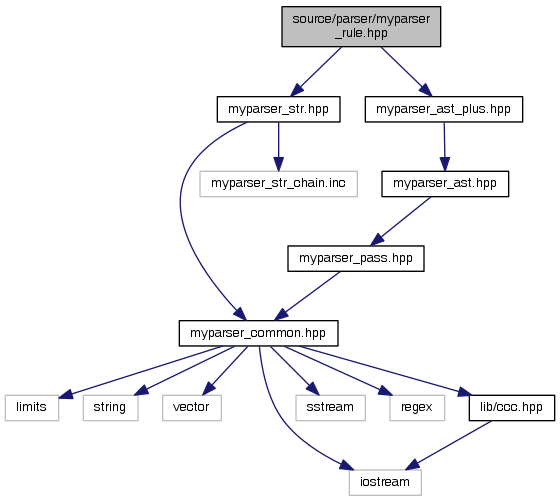 source/parser/myparser
_rule.hpp
myparser_str.hpp
myparser_ast_plus.hpp
myparser_str_chain.inc
myparser_ast.hpp
myparser_pass.hpp
myparser_common.hpp
limits
string
vector
sstream
regex
lib/ccc.hpp
iostream